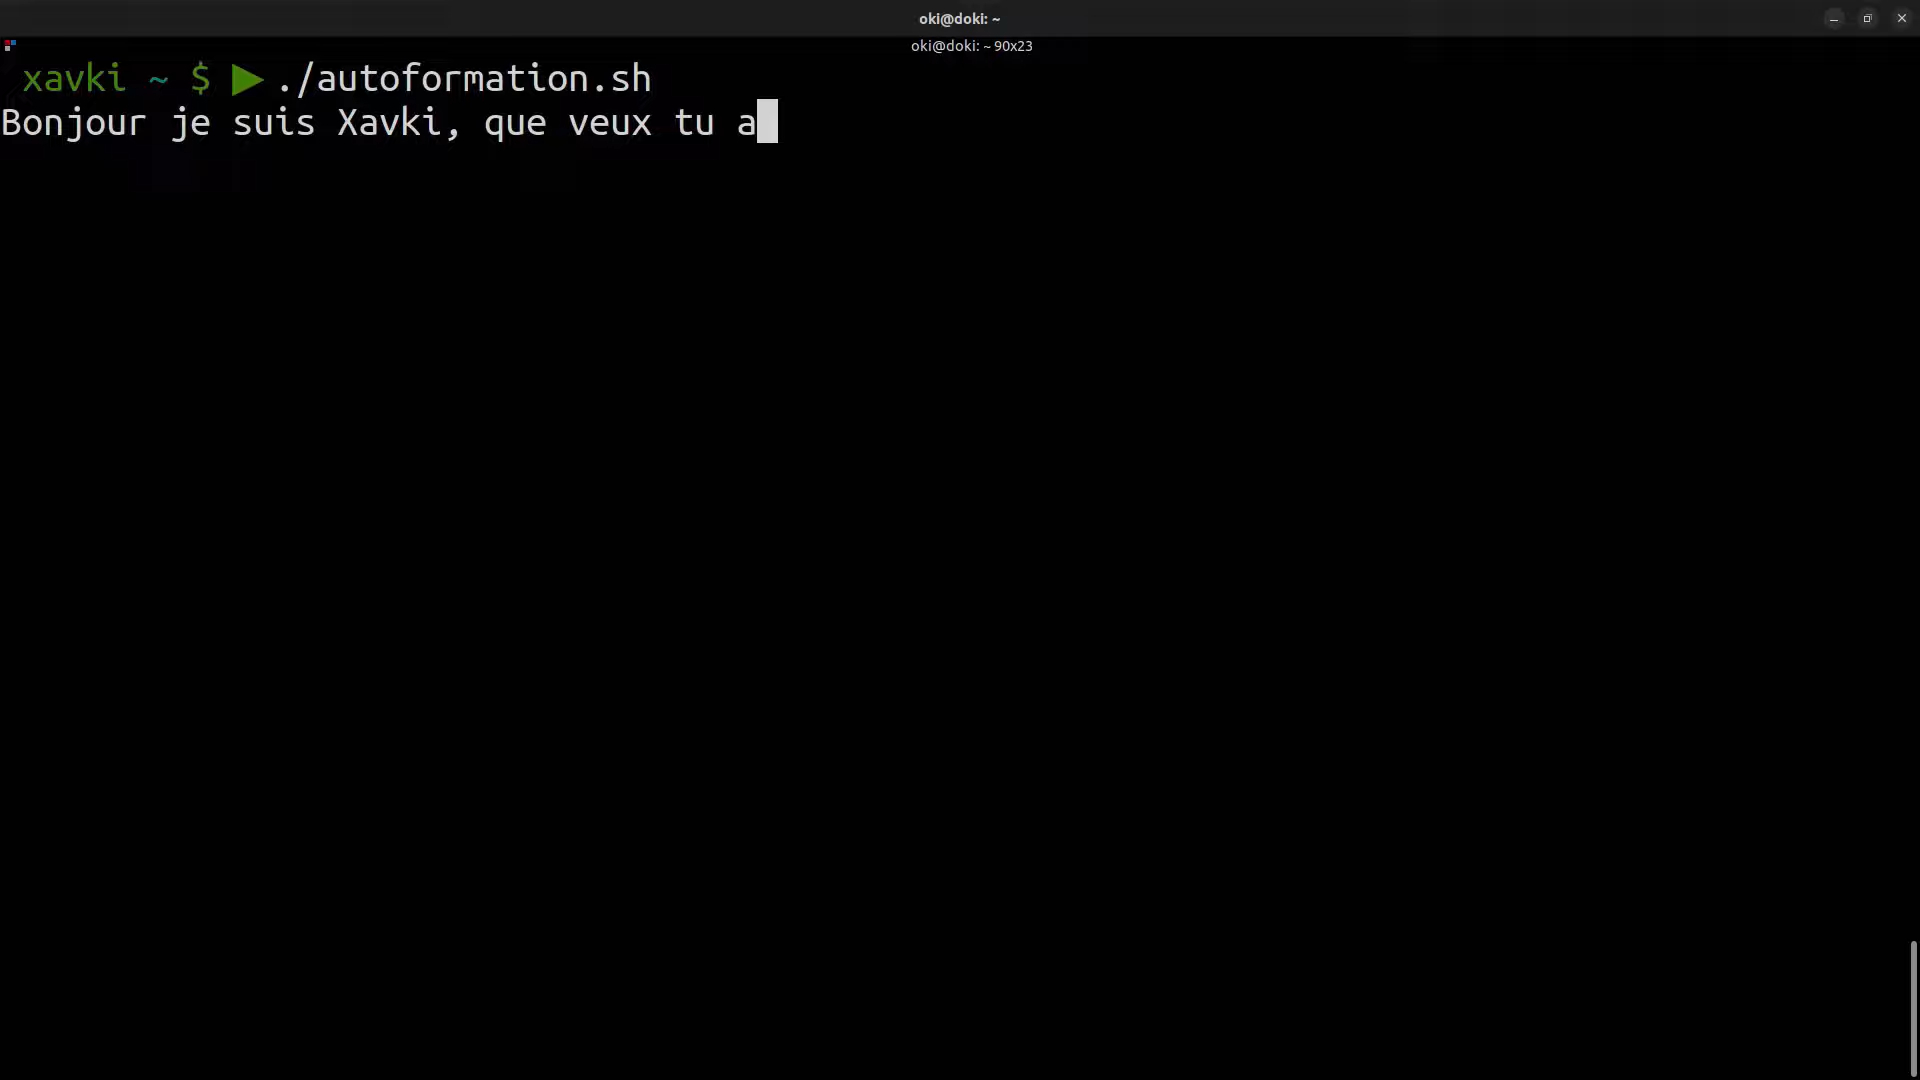 oki@doki: ~
oki@doki: ~ 90x23
xavki ~ $ ▶ ./autoformation.sh
Bonjour je suis Xavki, que veux tu a